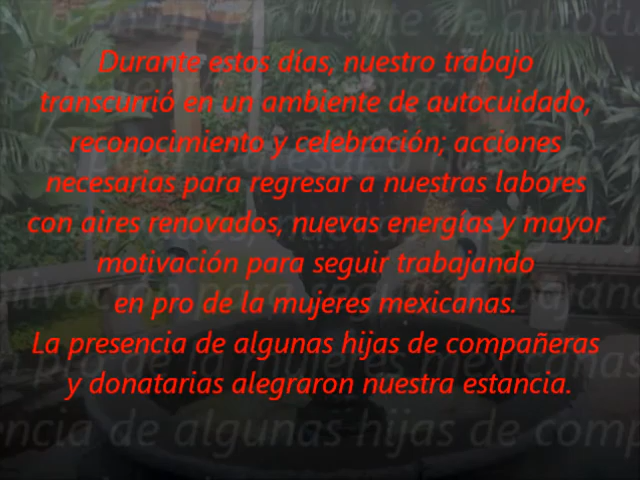 Durante estos días, nuestro trabajo
transcurrió en un ambiente de autocuidado,
reconocimiento y celebración; acciones
necesarias para regresar a nuestras labores
con aires renovados, nuevas energías y mayor
motivación para seguir trabajando
en pro de la mujeres mexicanas.
La presencia de algunas hijas de compañeras
y donatarias alegraron nuestra estancia.